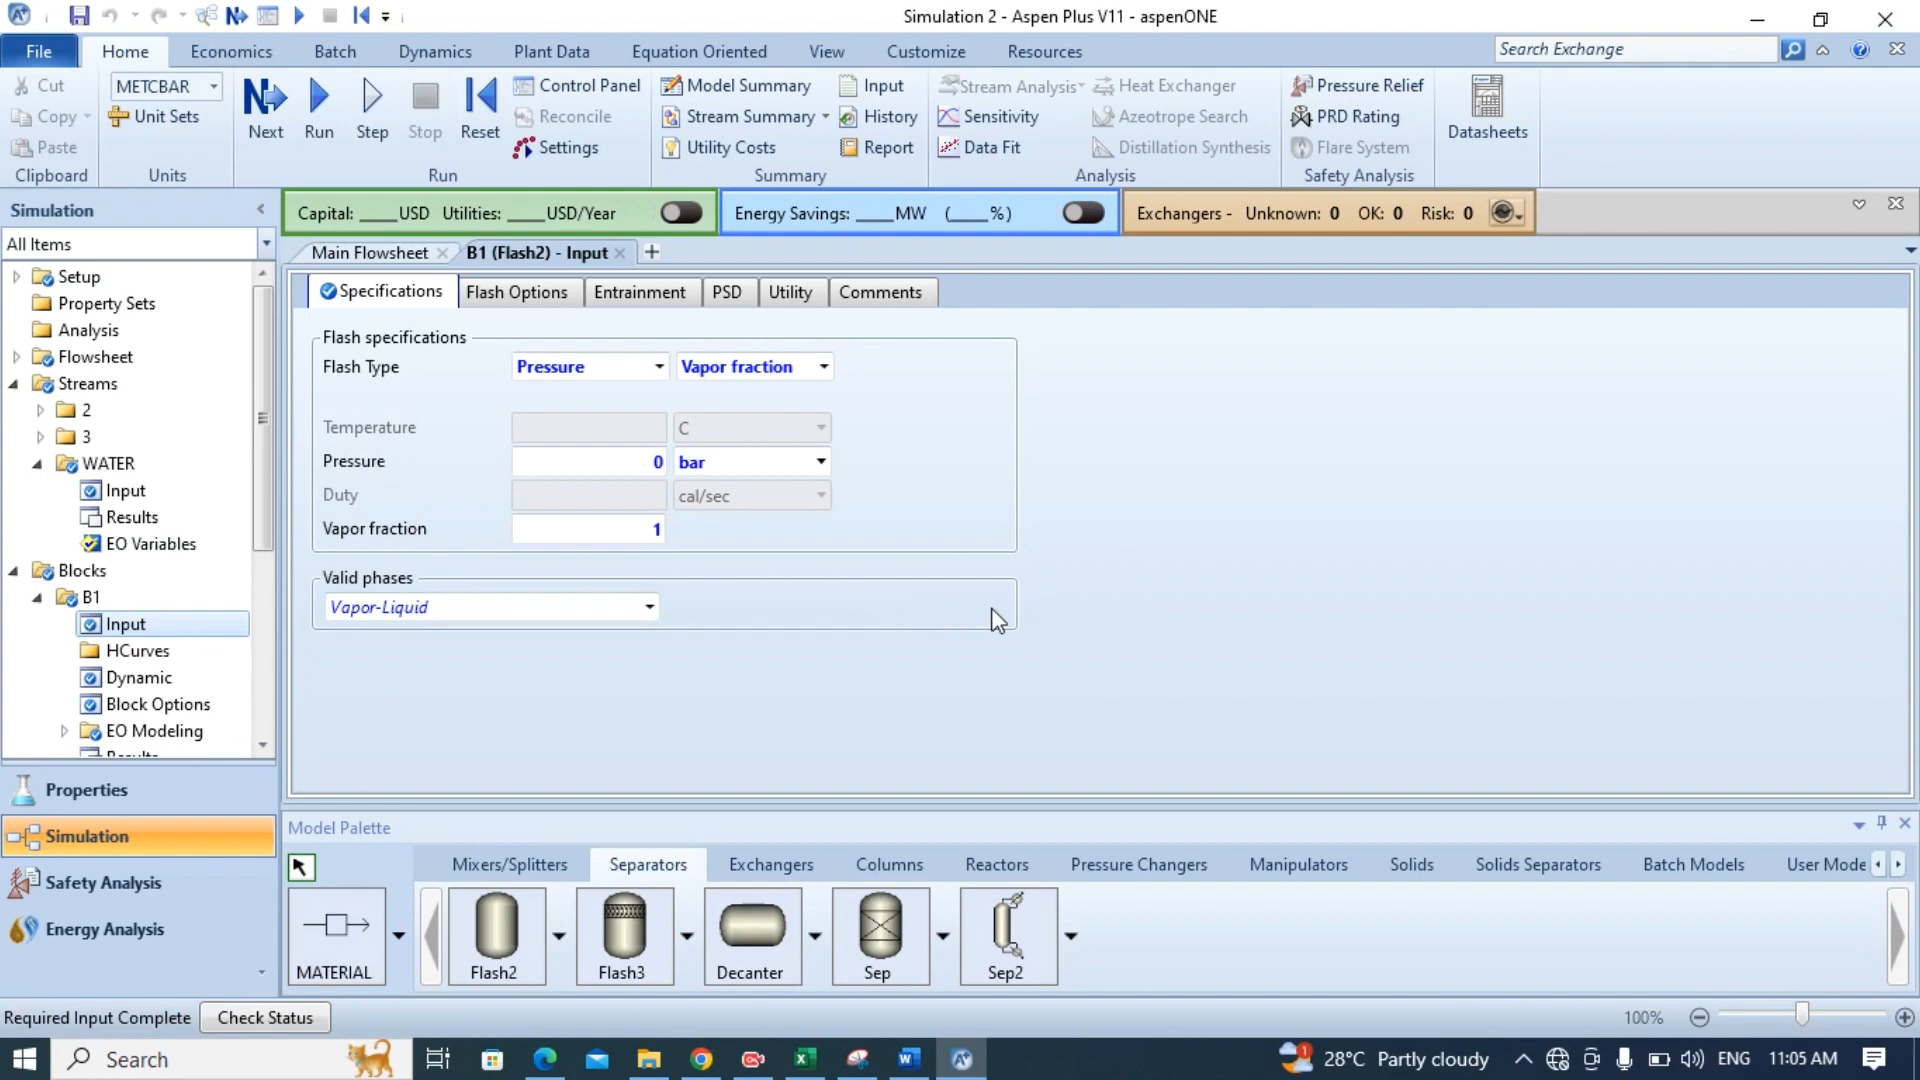 Simulation 2 - Aspen Plus V11 - aspenONE
File Home Economics Batch Dynamics Plant Data Equation Oriented View Customize Resources Search Exchange
Cut METCBAR Control Panel Model Summary Input Stream Analysis Heat Exchanger Pressure Relief
Copy Unit Sets Reconcile Stream Summary History Sensitivity Azeotrope Search PRD Rating
Next Run Step Stop Reset Datasheets
Paste Settings Utility Costs Report Data Fit Distillation Synthesis Flare System
Clipboard Units Run Summary Analysis Safety Analysis
Simulation Capital: ____USD Utilities: ____USD/Year Energy Savings: ____MW (____%) Exchangers - Unknown: 0 OK: 0 Risk: 0
All Items Main Flowsheet B1 (Flash2) - Input
Setup
Property Sets
Analysis
Flowsheet
Streams
2
3
WATER
Input
Results
EO Variables
Blocks
B1
Input
HCurves
Dynamic
Block Options
EO Modeling
Results
Properties
Simulation
Safety Analysis
Energy Analysis
Specifications Flash Options Entrainment PSD Utility Comments
Flash specifications
Flash Type Pressure Vapor fraction
Temperature C
Pressure 0 bar
Duty cal/sec
Vapor fraction 1
Valid phases
Vapor-Liquid
Model Palette
Mixers/Splitters Separators Exchangers Columns Reactors Pressure Changers Manipulators Solids Solids Separators Batch Models User Mode
MATERIAL Flash2 Flash3 Decanter Sep Sep2
Required Input Complete Check Status 100%
Search 28°C Partly cloudy ENG 11:05 AM